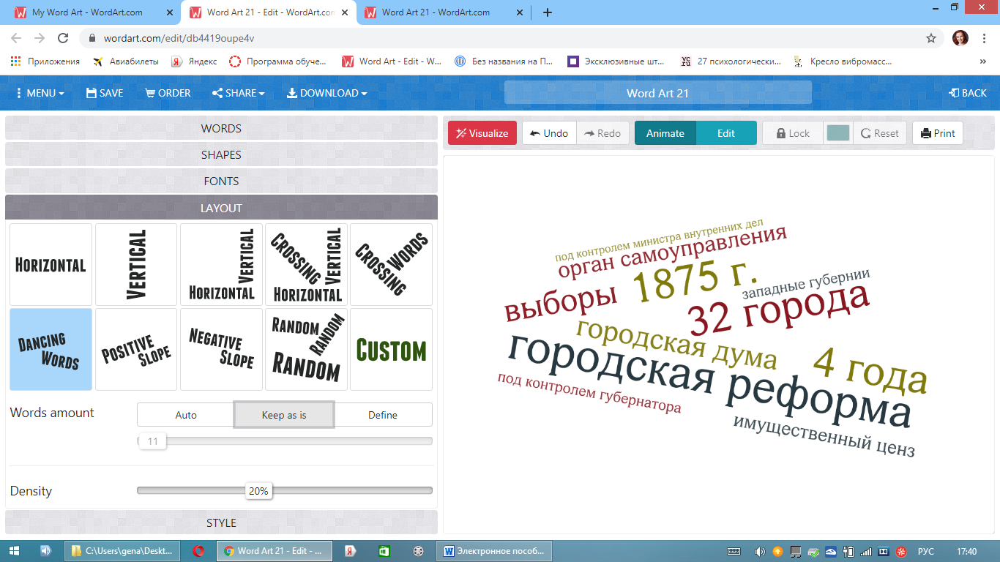 My Word Art - WordArt.com
Word Art 21 - Edit - WordArt.com
Word Art 21 - WordArt.com
wordart.com/edit/db4419oupe4v
Приложения
Авиабилеты
Яндекс
Программа обуче...
Word Art - Edit - W...
Без названия на П...
Эксклюзивные шт...
27 психологически...
Кресло вибромасс...
MENU
SAVE
ORDER
SHARE
DOWNLOAD
Word Art 21
BACK
WORDS
SHAPES
FONTS
LAYOUT
HORIZONTAL
VERTICAL
HORIZONTAL VERTICAL
CROSSING VERTICAL HORIZONTAL
CROSSING WORDS
DANCING WORDS
POSITIVE SLOPE
NEGATIVE SLOPE
RANDOM RANDOM RANDOM
CUSTOM
Words amount
Auto
Keep as is
Define
11
Density
20%
STYLE
Visualize
Undo
Redo
Animate
Edit
Lock
Reset
Print
под контролем министра внутренних дел
орган самоуправления
1875 г.
западные губернии
выборы
32 города
городская дума
4 года
городская реформа
под контролем губернатора
имущественный ценз
C:\Users\gena\Deskt...
Word Art 21 - Edit - ...
Электронное пособ...
РУС
17:40